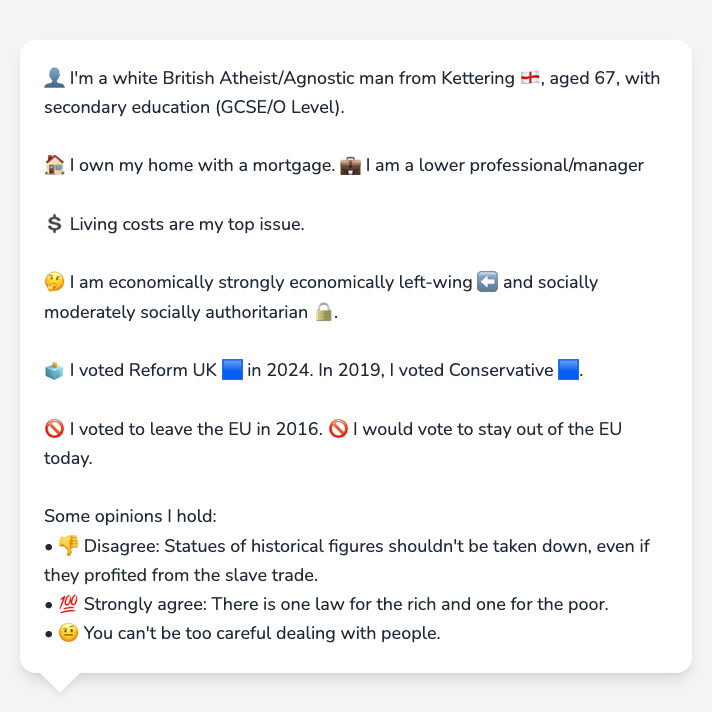 👤 I'm a white British Atheist/Agnostic man from Kettering 🏴󠁧󠁢󠁥󠁮󠁧󠁿, aged 67, with
secondary education (GCSE/O Level).
🏠 I own my home with a mortgage. 💼 I am a lower professional/manager
💲 Living costs are my top issue.
🤔 I am economically strongly economically left-wing ⬅️ and socially
moderately socially authoritarian 🔒.
🗳️ I voted Reform UK 🟦 in 2024. In 2019, I voted Conservative 🟦.
🚫 I voted to leave the EU in 2016. 🚫 I would vote to stay out of the EU
today.
Some opinions I hold:
• 👎 Disagree: Statues of historical figures shouldn't be taken down, even if
they profited from the slave trade.
• 💯 Strongly agree: There is one law for the rich and one for the poor.
• 🤨 You can't be too careful dealing with people.